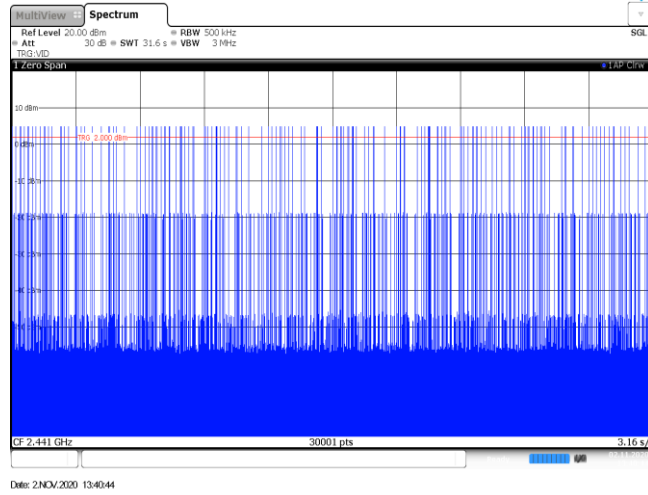 MultiView Spectrum
Ref Level 20.00 dBm RBW 500 kHz SGL
Att 30 dB SWT 31.6 s VBW 3 MHz
TRG:VID
1 Zero Span 1AP Clrw
10 dBm
TRG 2.000 dBm
0 dBm
-10 dBm
CF 2.441 GHz 30001 pts 3.16 s/
Date: 2.NOV.2020 13:40:44